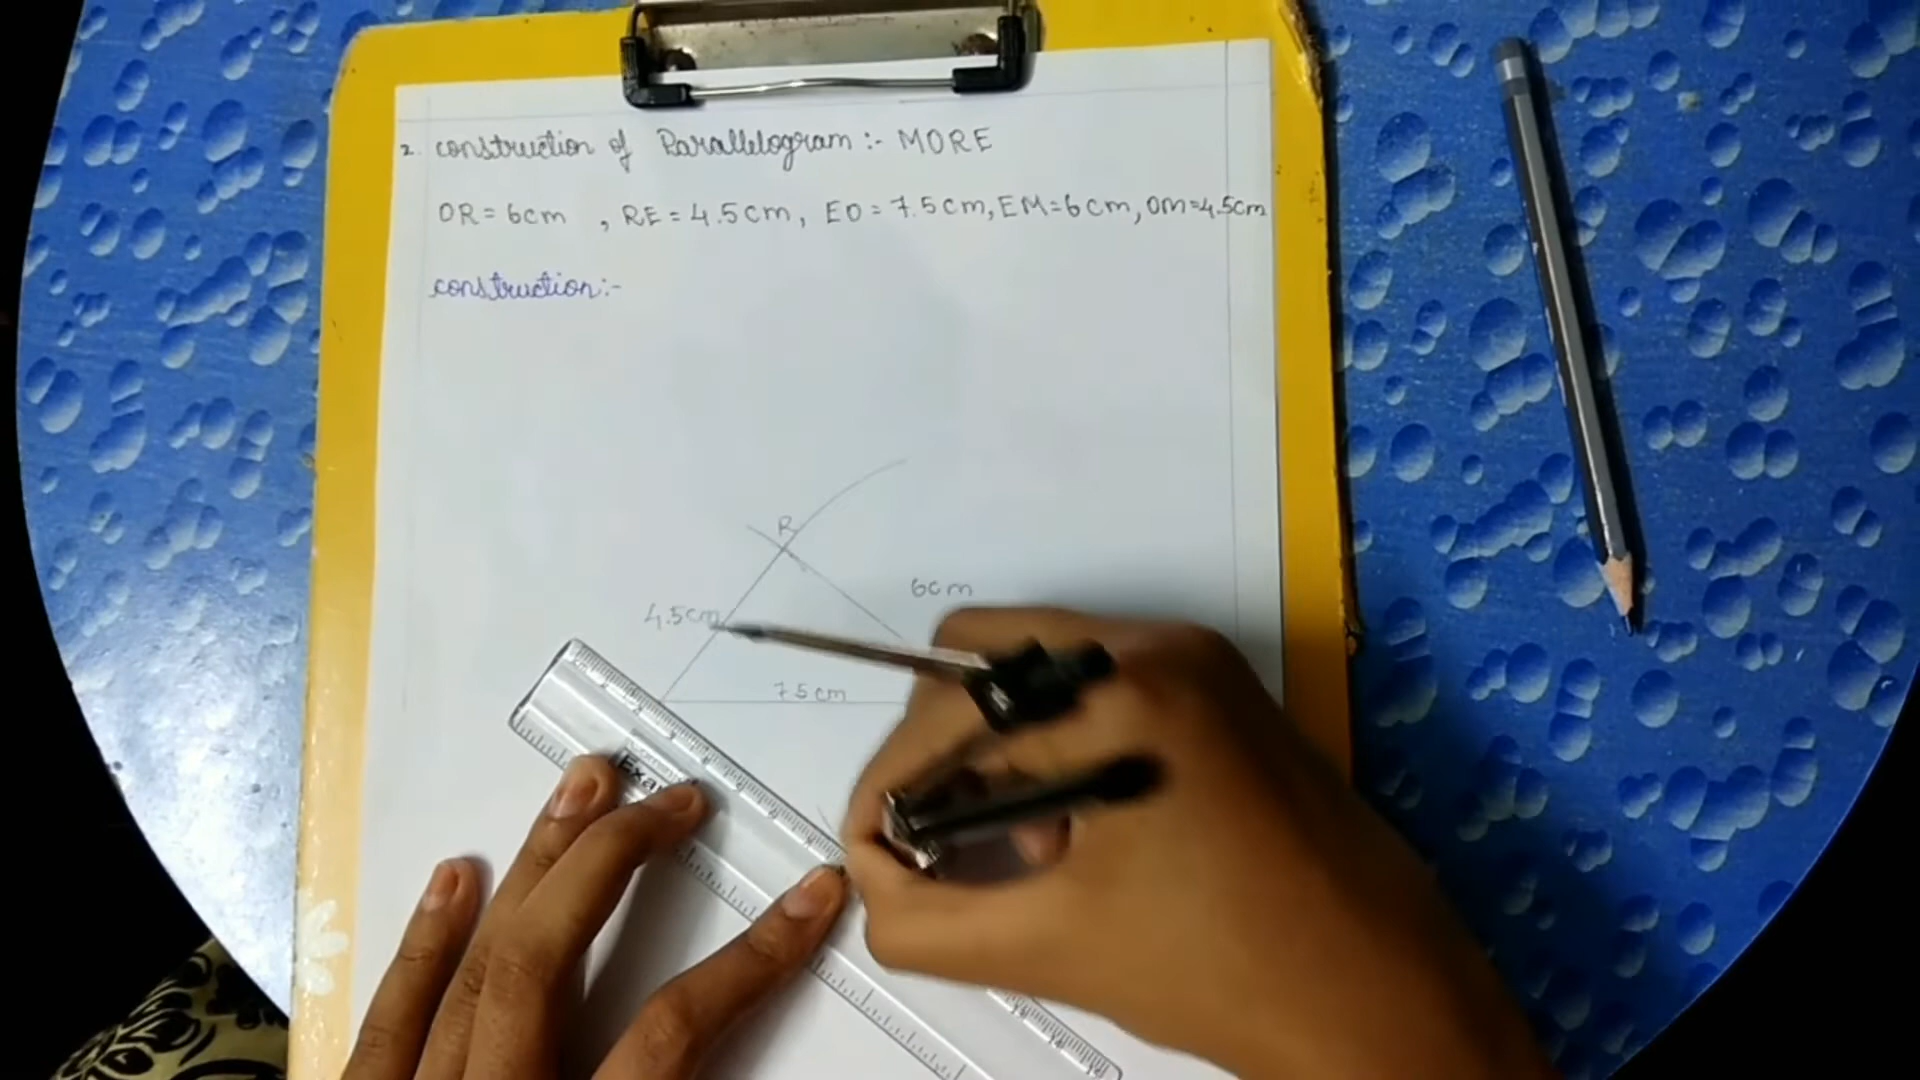 2. construction of Parallelogram :- MORE
OR = 6cm , RE = 4.5cm, EO = 7.5cm, EM=6cm, OM=4.5cm
construction:-
R
6cm
4.5cm
7.5cm